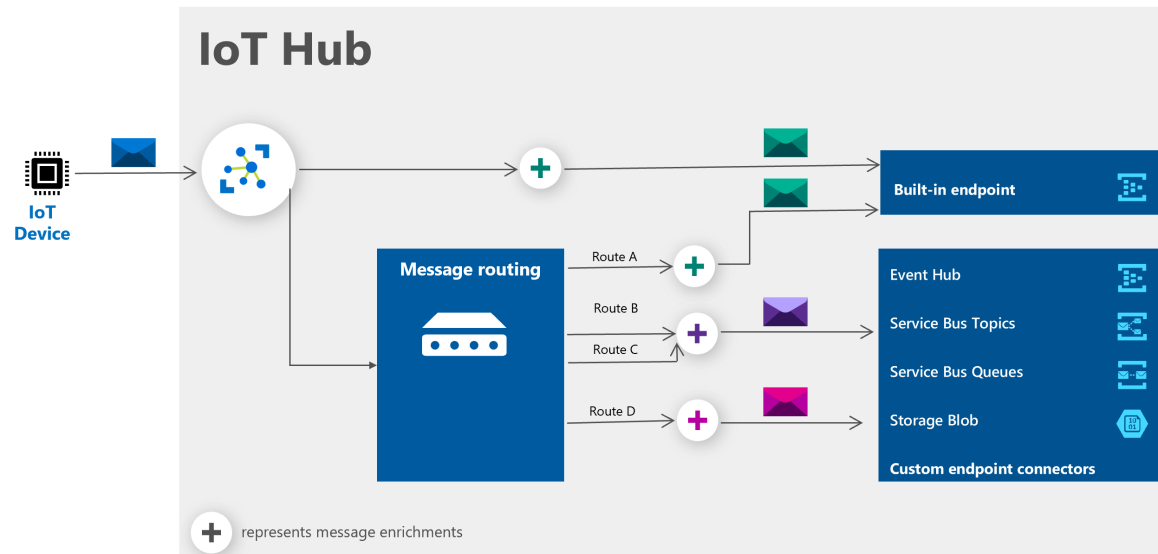 IoT Hub
IoT
Device
Built-in endpoint
Message routing
Route A
Route B
Route C
Route D
Event Hub
Service Bus Topics
Service Bus Queues
Storage Blob
Custom endpoint connectors
represents message enrichments